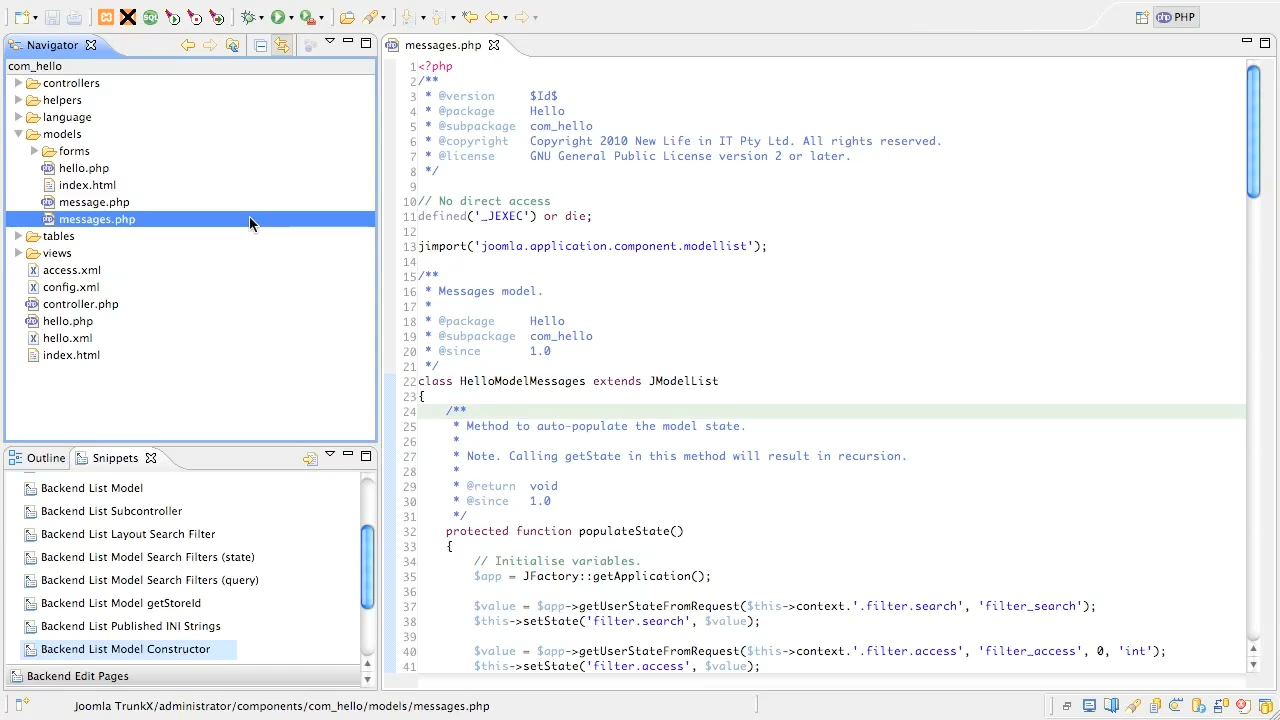 SQL
PHP
Navigator
com_hello
controllers
helpers
language
models
forms
hello.php
index.html
message.php
messages.php
tables
views
access.xml
config.xml
controller.php
hello.php
hello.xml
index.html
Outline
Snippets
Backend List Model
Backend List Subcontroller
Backend List Layout Search Filter
Backend List Model Search Filters (state)
Backend List Model Search Filters (query)
Backend List Model getStoreId
Backend List Published INI Strings
Backend List Model Constructor
Backend Edit Pages
messages.php
1 <?php
2 /**
3 * @version $Id$
4 * @package Hello
5 * @subpackage com_hello
6 * @copyright Copyright 2010 New Life in IT Pty Ltd. All rights reserved.
7 * @license GNU General Public License version 2 or later.
8 */
9
10 // No direct access
11 defined('_JEXEC') or die;
12
13 jimport('joomla.application.component.modellist');
14
15 /**
16 * Messages model.
17 *
18 * @package Hello
19 * @subpackage com_hello
20 * @since 1.0
21 */
22 class HelloModelMessages extends JModelList
23 {
24 /**
25 * Method to auto-populate the model state.
26 *
27 * Note. Calling getState in this method will result in recursion.
28 *
29 * @return void
30 * @since 1.0
31 */
32 protected function populateState()
33 {
34 // Initialise variables.
35 $app = JFactory::getApplication();
36
37 $value = $app->getUserStateFromRequest($this->context.'.filter.search', 'filter_search');
38 $this->setState('filter.search', $value);
39
40 $value = $app->getUserStateFromRequest($this->context.'.filter.access', 'filter_access', 0, 'int');
41 $this->setState('filter.access', $value);
Joomla TrunkX/administrator/components/com_hello/models/messages.php